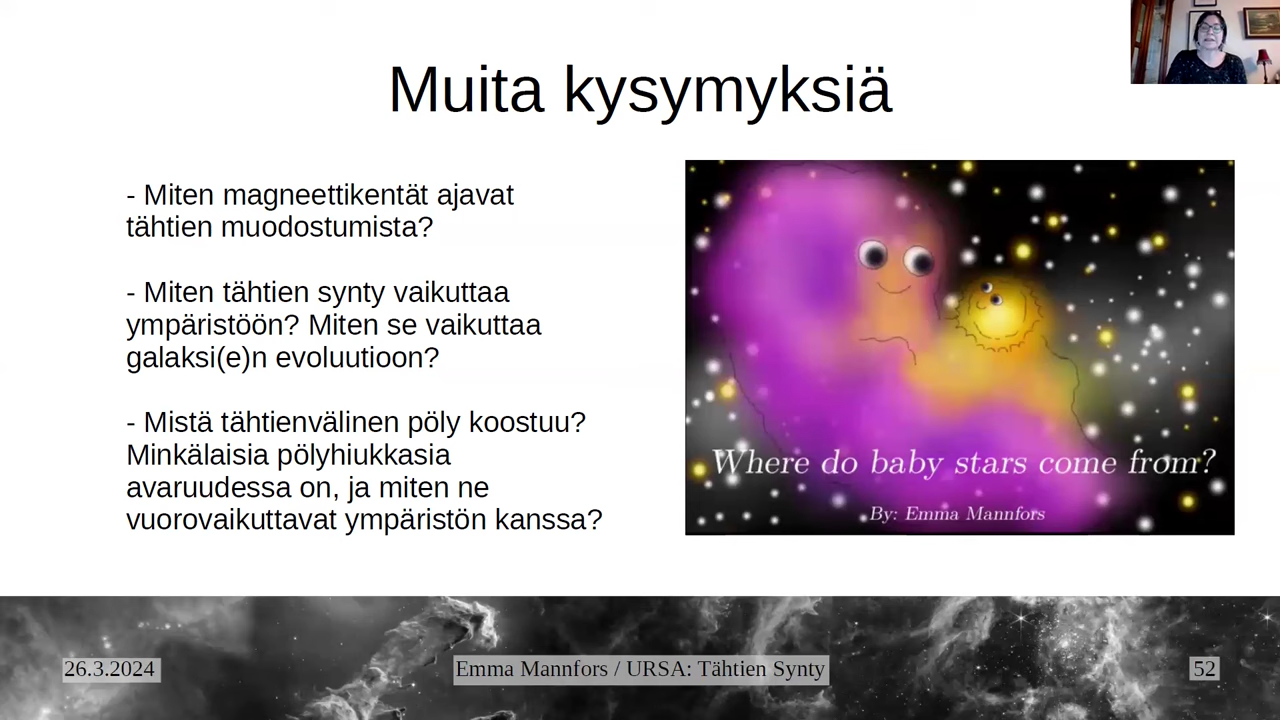 Muita kysymyksiä
- Miten magneettikentät ajavat
tähtien muodostumista?
- Miten tähtien synty vaikuttaa
ympäristöön? Miten se vaikuttaa
galaksi(e)n evoluutioon?
- Mistä tähtienvälinen pöly koostuu?
Minkälaisia pölyhiukkasia
avaruudessa on, ja miten ne
vuorovaikuttavat ympäristön kanssa?
Where do baby stars come from?
By: Emma Mannfors
26.3.2024
Emma Mannfors / URSA: Tähtien Synty
52